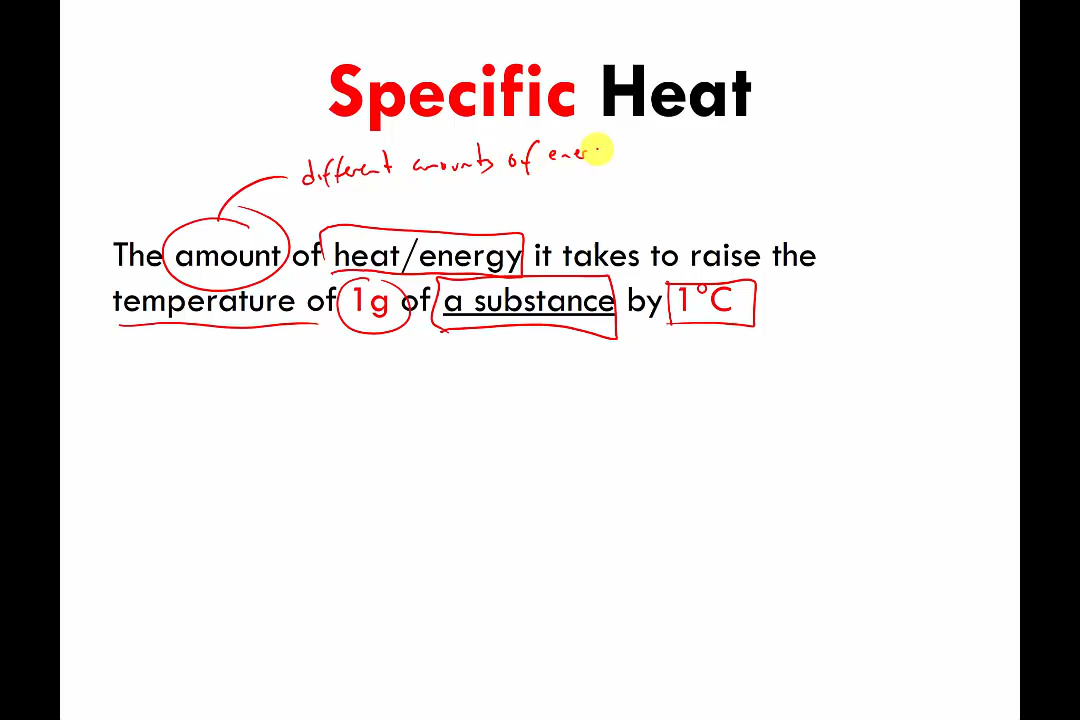 Specific Heat
different amounts of ener
The amount of heat/energy it takes to raise the
temperature of 1g of a substance by 1°C